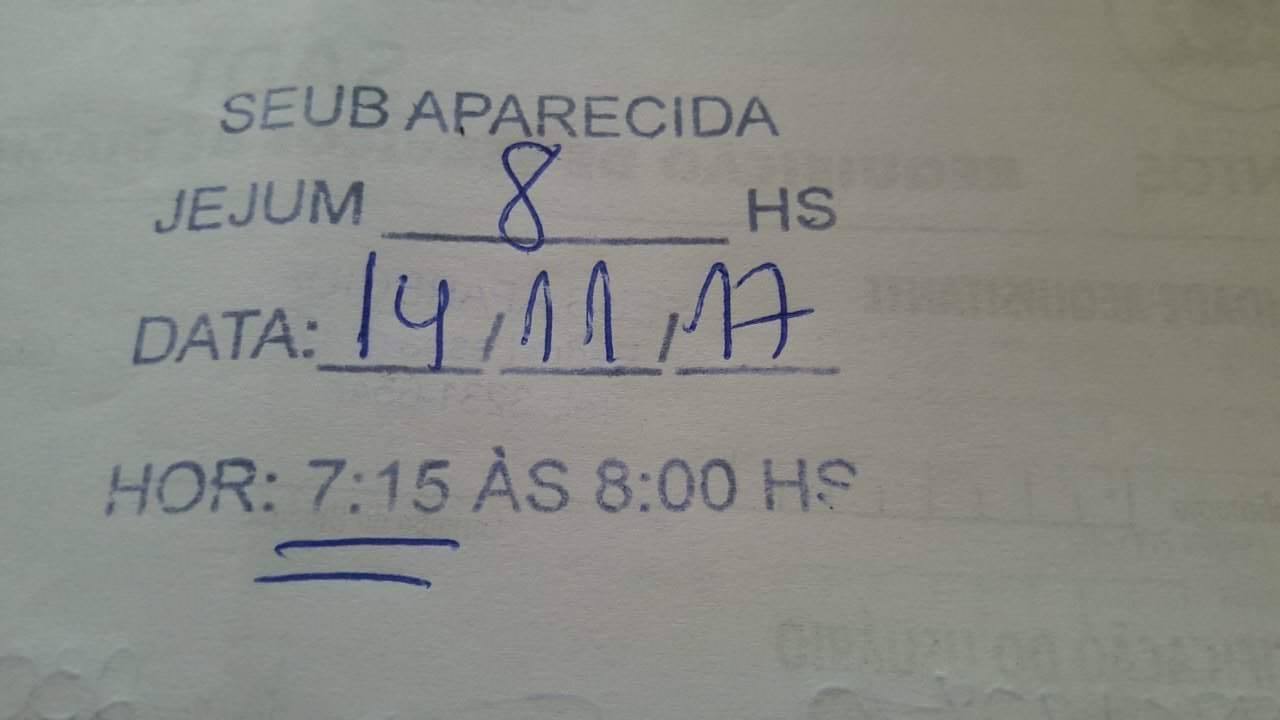 SEUB APARECIDA
JEJUM 8 HS
DATA: 14/11/17
HOR: 7:15 ÀS 8:00 HS